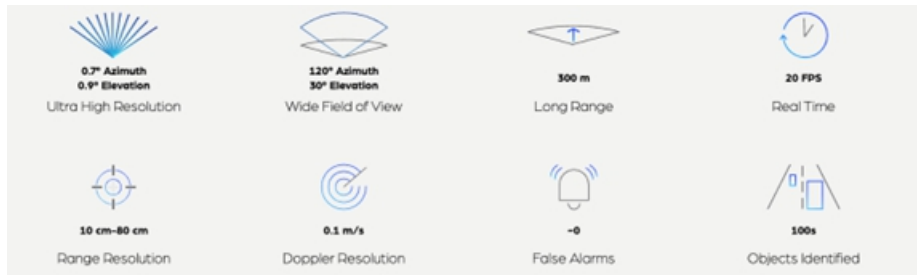 0.7° Azimuth
0.9° Elevation
Ultra High Resolution
120° Azimuth
30° Elevation
Wide Field of View
300 m
Long Range
20 FPS
Real Time
10 cm-80 cm
Range Resolution
0.1 m/s
Doppler Resolution
~0
False Alarms
100s
Objects Identified